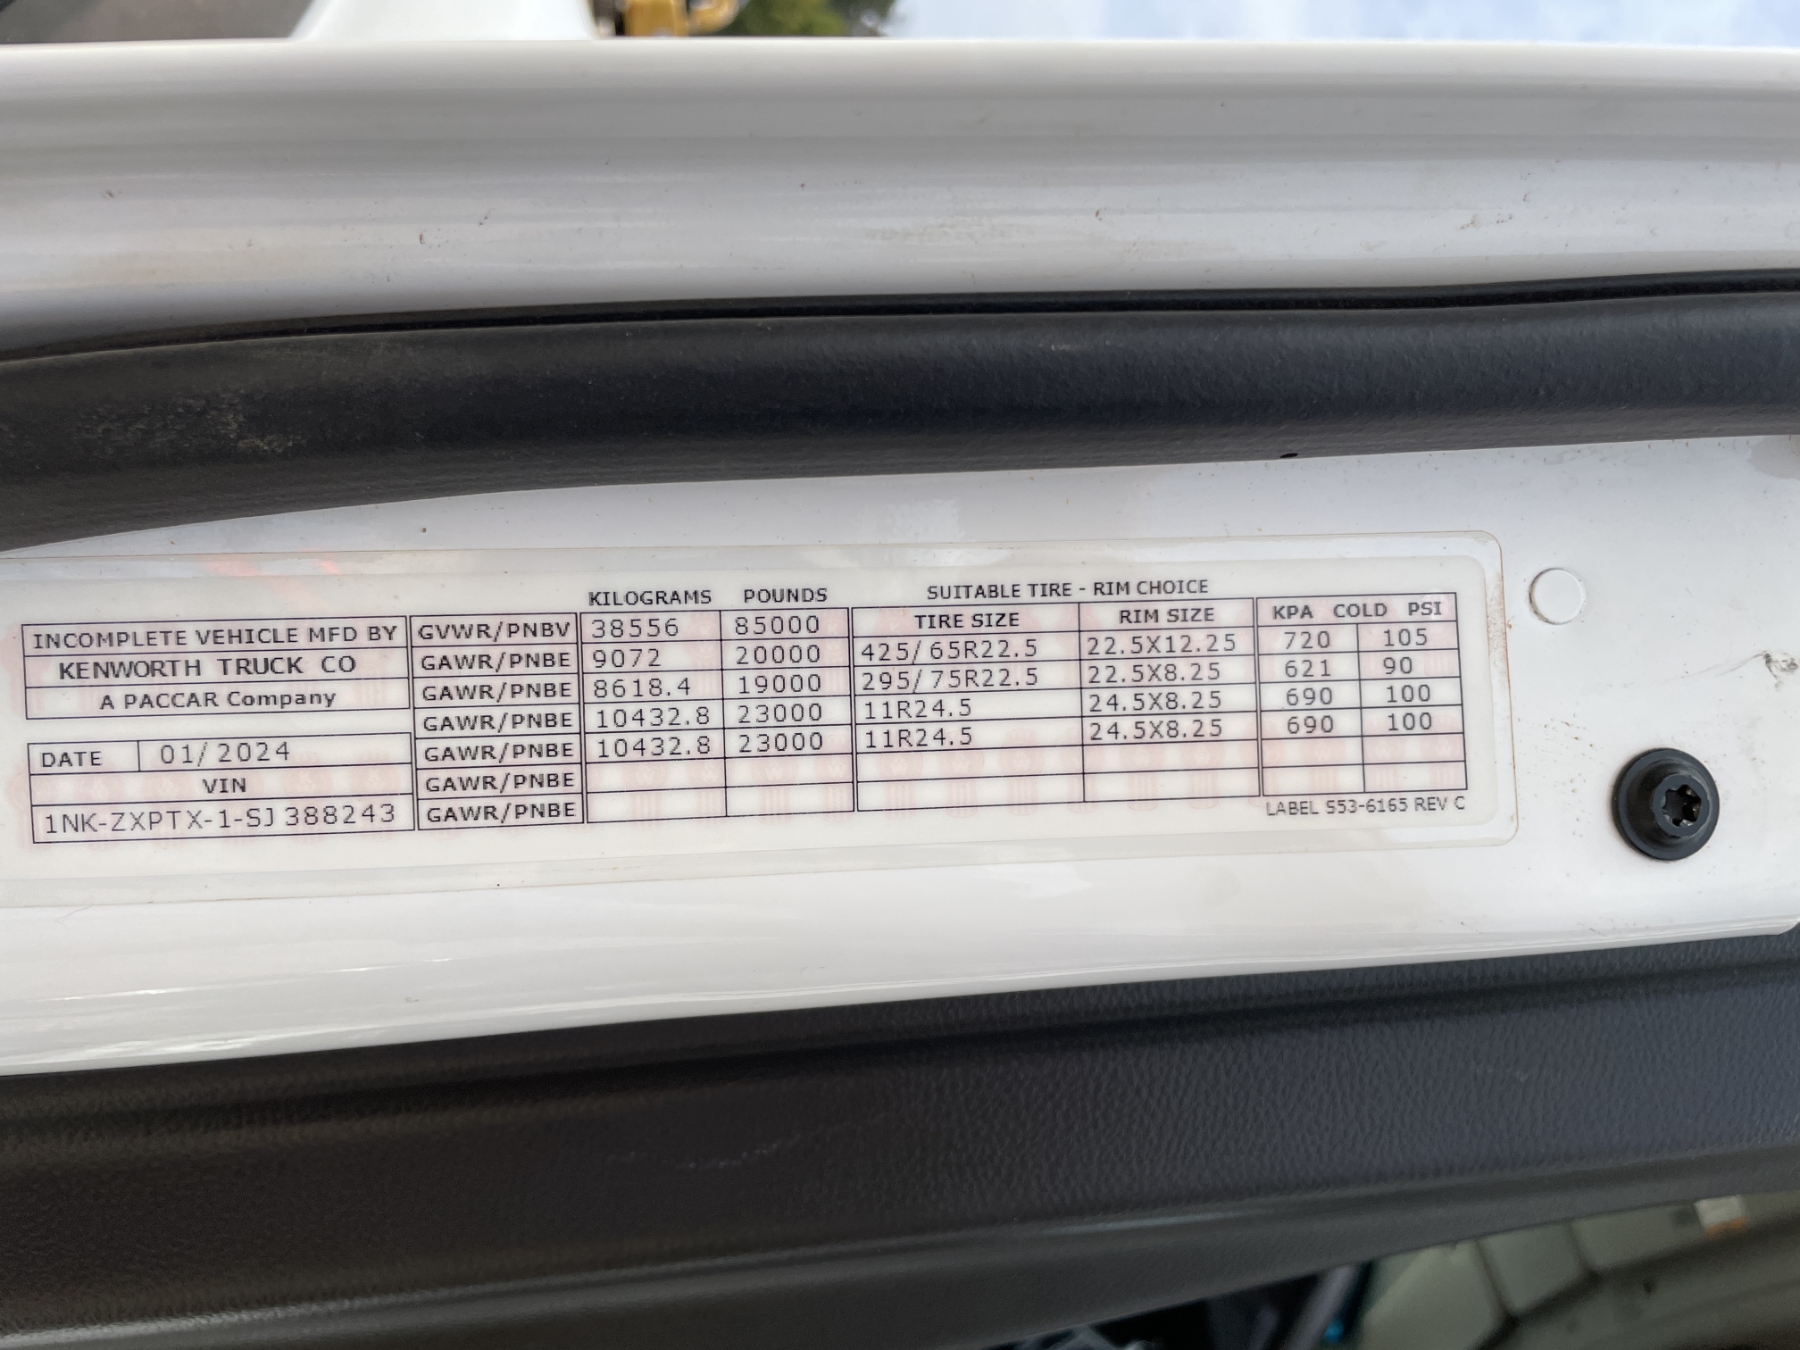 KILOGRAMS POUNDS SUITABLE TIRE - RIM CHOICE
INCOMPLETE VEHICLE MFD BY
KENWORTH TRUCK CO
A PACCAR Company
DATE 01/2024
VIN
1NK-ZXPTX-1-SJ388243
TIRE SIZE RIM SIZE KPA COLD PSI
GVWR/PNBV 38556 85000
GAWR/PNBE 9072 20000 425/65R22.5 22.5X12.25 720 105
GAWR/PNBE 8618.4 19000 295/75R22.5 22.5X8.25 621 90
GAWR/PNBE 10432.8 23000 11R24.5 24.5X8.25 690 100
GAWR/PNBE 10432.8 23000 11R24.5 24.5X8.25 690 100
GAWR/PNBE
GAWR/PNBE
LABEL S53-6165 REV C